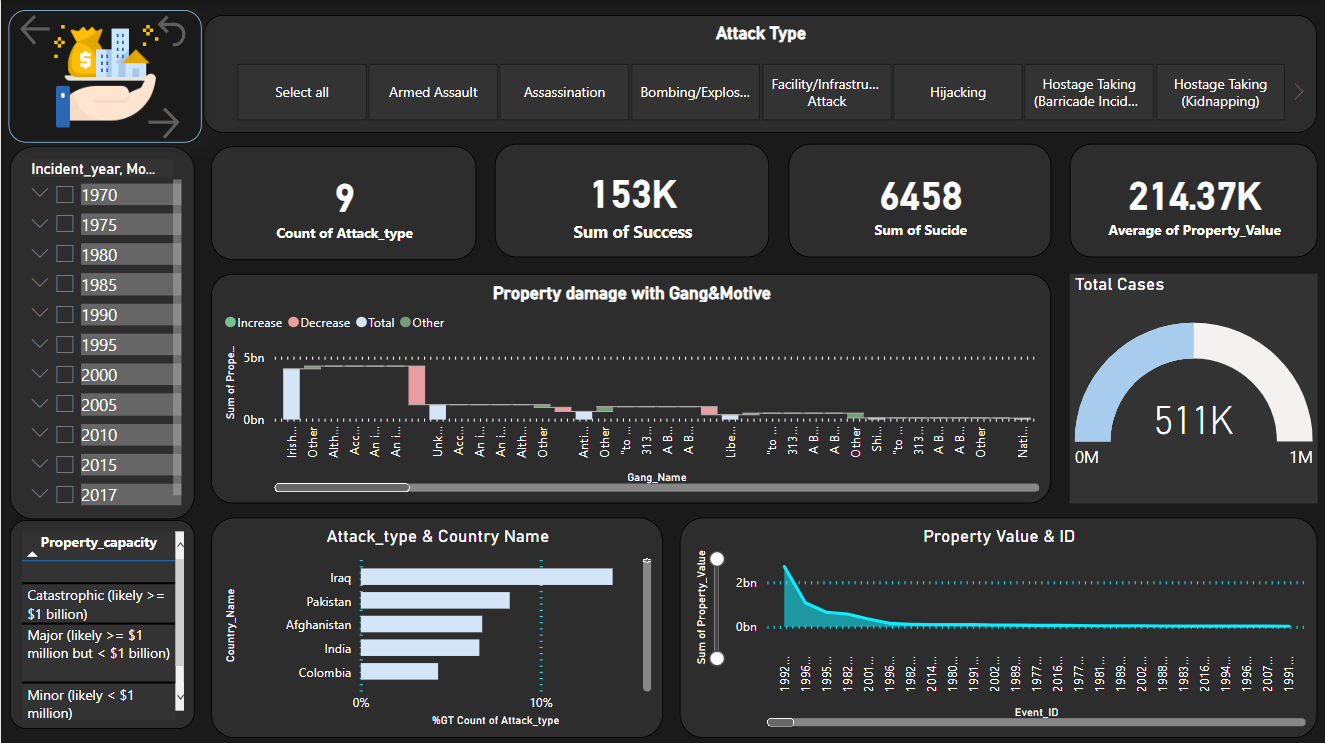 $
Attack Type
Select all
Armed Assault
Assassination
Bombing/Explos...
Facility/Infrastru...
Attack
Hijacking
Hostage Taking
(Barricade Incid...
Hostage Taking
(Kidnapping)
Incident_year, Mo...
1970
1975
1980
1985
1990
1995
2000
2005
2010
2015
2017
9
Count of Attack_type
153K
Sum of Success
6458
Sum of Sucide
214.37K
Average of Property_Value
Property damage with Gang&Motive
Increase Decrease Total Other
Sum of Prope...
5bn
0bn
Irish...
Other
Alth...
Acc...
An i...
An i...
Unk...
Acc...
An i...
An i...
Alth...
Other
Anti...
Other
"to ...
313...
A B...
A B...
Libe...
"to ...
313...
A B...
A B...
Other
Shi...
"to ...
313...
A B...
A B...
Other
Nati...
Gang_Name
Total Cases
511K
0M
1M
Property_capacity
Catastrophic (likely >=
$1 billion)
Major (likely >= $1
million but < $1 billion)
Minor (likely < $1
million)
Attack_type & Country Name
Country_Name
Iraq
Pakistan
Afghanistan
India
Colombia
0%
10%
%GT Count of Attack_type
Property Value & ID
Sum of Property_Value
2bn
0bn
1992...
1996...
1995...
1982...
2001...
1996...
1982...
2014...
1980...
1991...
2002...
1989...
1977...
2016...
1977...
1981...
1989...
2002...
1988...
1983...
2016...
1994...
1996...
2007...
1991...
Event_ID